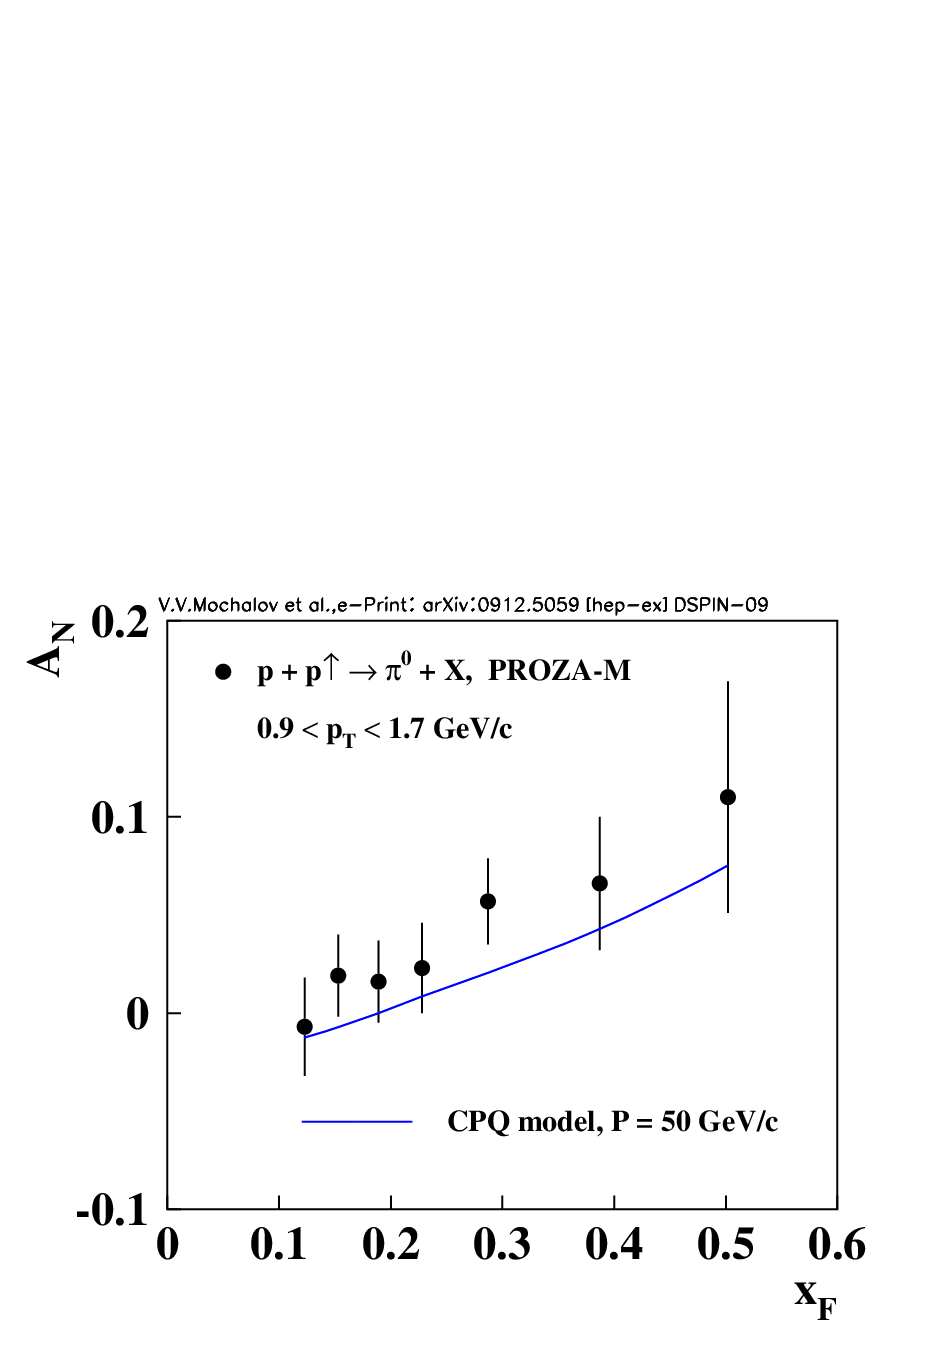 V.V.Mochalov et al.,e-Print: arXiv:0912.5059 [hep-ex] DSPIN-09
A_N
0.2
p + p↑ → π⁰ + X, PROZA-M
0.9 < p_T < 1.7 GeV/c
0.1
0
CPQ model, P = 50 GeV/c
-0.1
0 0.1 0.2 0.3 0.4 0.5 0.6
x_F